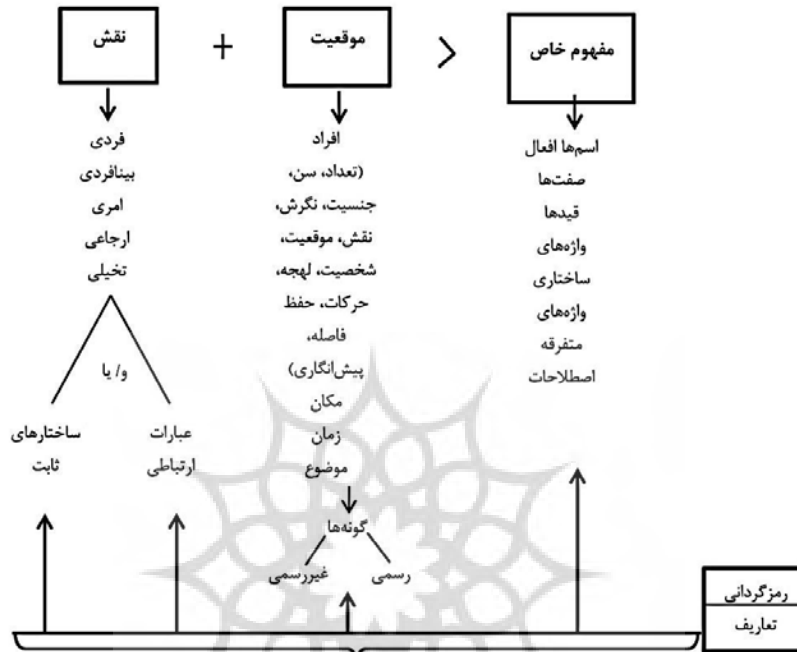 نقش + موقعیت > مفهوم خاص
فردی
بینافردی
امری
ارجاعی
تخیلی
و/ یا
ساختارهای
ثابت
عبارات
ارتباطی
افراد
(تعداد، سن،
جنسیت، نگرش،
نقش، موقعیت،
شخصیت، لهجه،
حرکات، حفظ
فاصله،
پیش‌انگاری)
مکان
زمان
موضوع
گونه‌ها
رسمی
غیررسمی
اسم‌ها افعال
صفت‌ها
قیدها
واژه‌های
ساختاری
واژه‌های
متفرقه
اصطلاحات
رمزگردانی
تعاریف